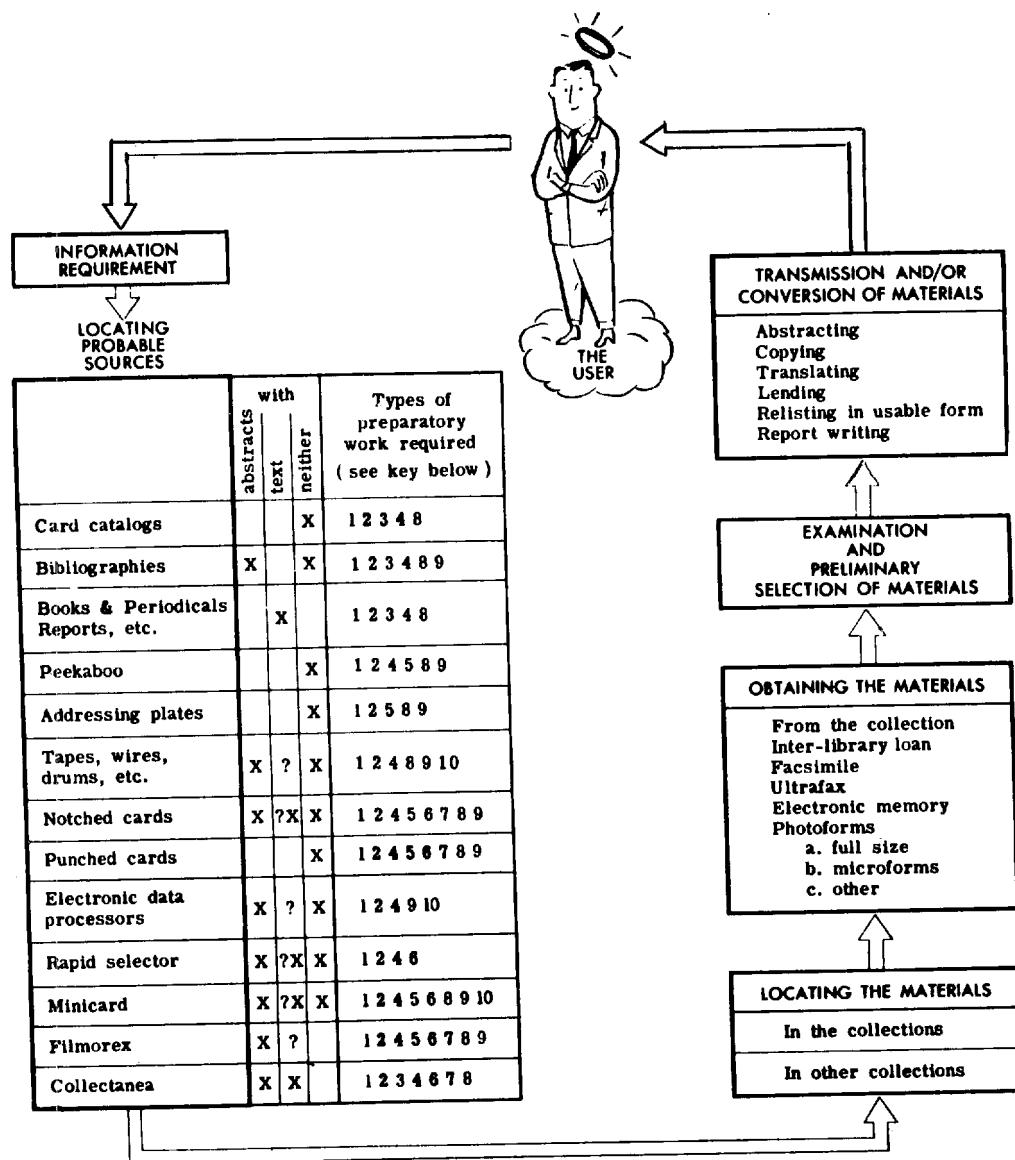 THE
USER
INFORMATION
REQUIREMENT
LOCATING
PROBABLE
SOURCES
with
abstracts
text
neither
Types of
preparatory
work required
( see key below )
Card catalogs X 1 2 3 4 8
Bibliographies X X 1 2 3 4 8 9
Books & Periodicals
Reports, etc. X 1 2 3 4 8
Peekaboo X 1 2 4 5 8 9
Addressing plates X 1 2 5 8 9
Tapes, wires,
drums, etc. X ? X 1 2 4 8 9 10
Notched cards X ?X X 1 2 4 5 6 7 8 9
Punched cards X 1 2 4 5 6 7 8 9
Electronic data
processors X ? X 1 2 4 9 10
Rapid selector X ?X X 1 2 4 6
Minicard X ?X X 1 2 4 5 6 8 9 10
Filmorex X ? 1 2 4 5 6 7 8 9
Collectanea X X 1 2 3 4 6 7 8
LOCATING THE MATERIALS
In the collections
In other collections
OBTAINING THE MATERIALS
From the collection
Inter-library loan
Facsimile
Ultrafax
Electronic memory
Photoforms
a. full size
b. microforms
c. other
EXAMINATION
AND
PRELIMINARY
SELECTION OF MATERIALS
TRANSMISSION AND/OR
CONVERSION OF MATERIALS
Abstracting
Copying
Translating
Lending
Relisting in usable form
Report writing